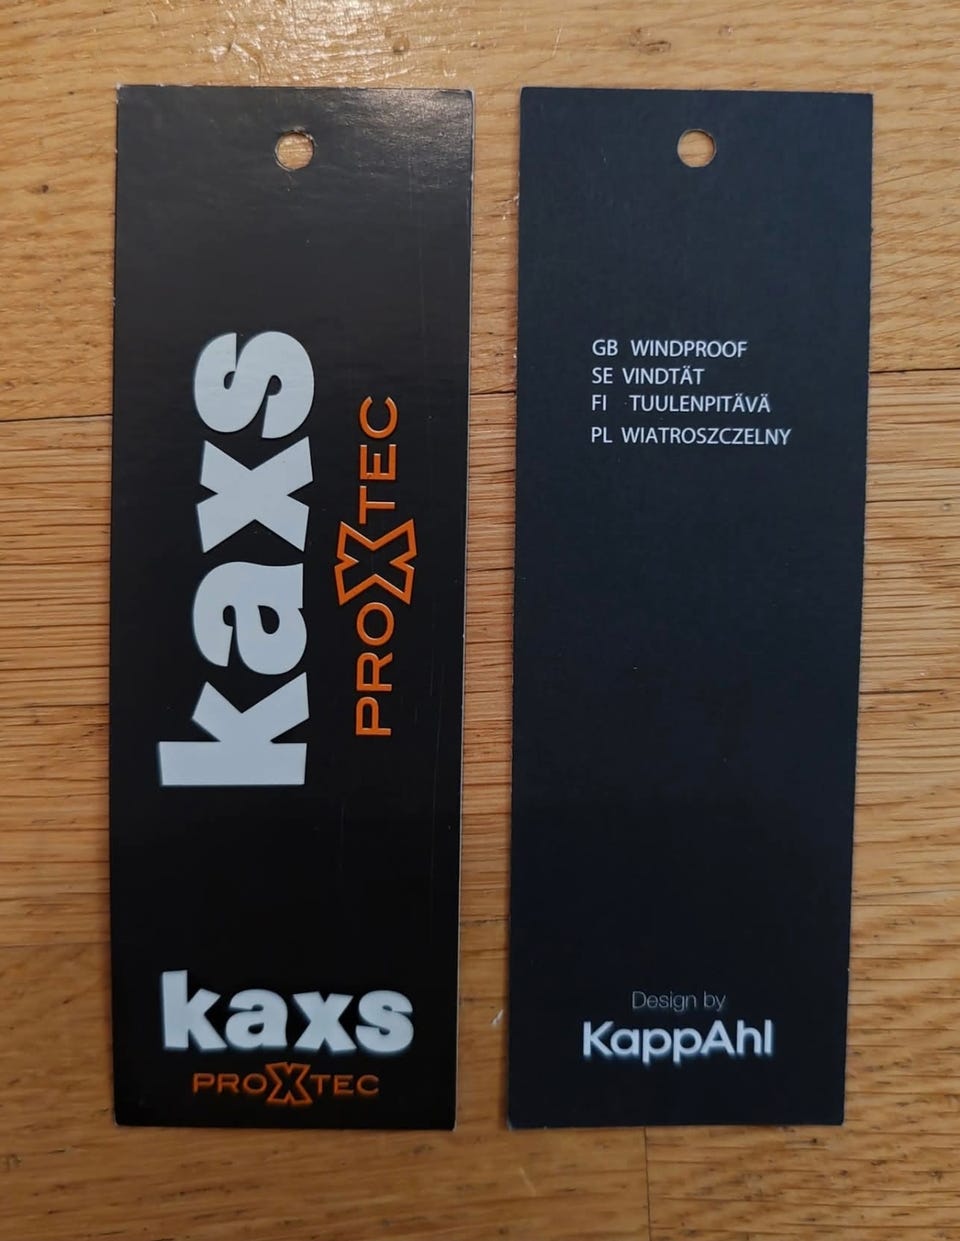 kaxs
PROXTEC
kaxs
PROXTEC
GB WINDPROOF
SE VINDTÄT
FI TUULENPITÄVÄ
PL WIATROSZCZELNY
Design by
KappAhl